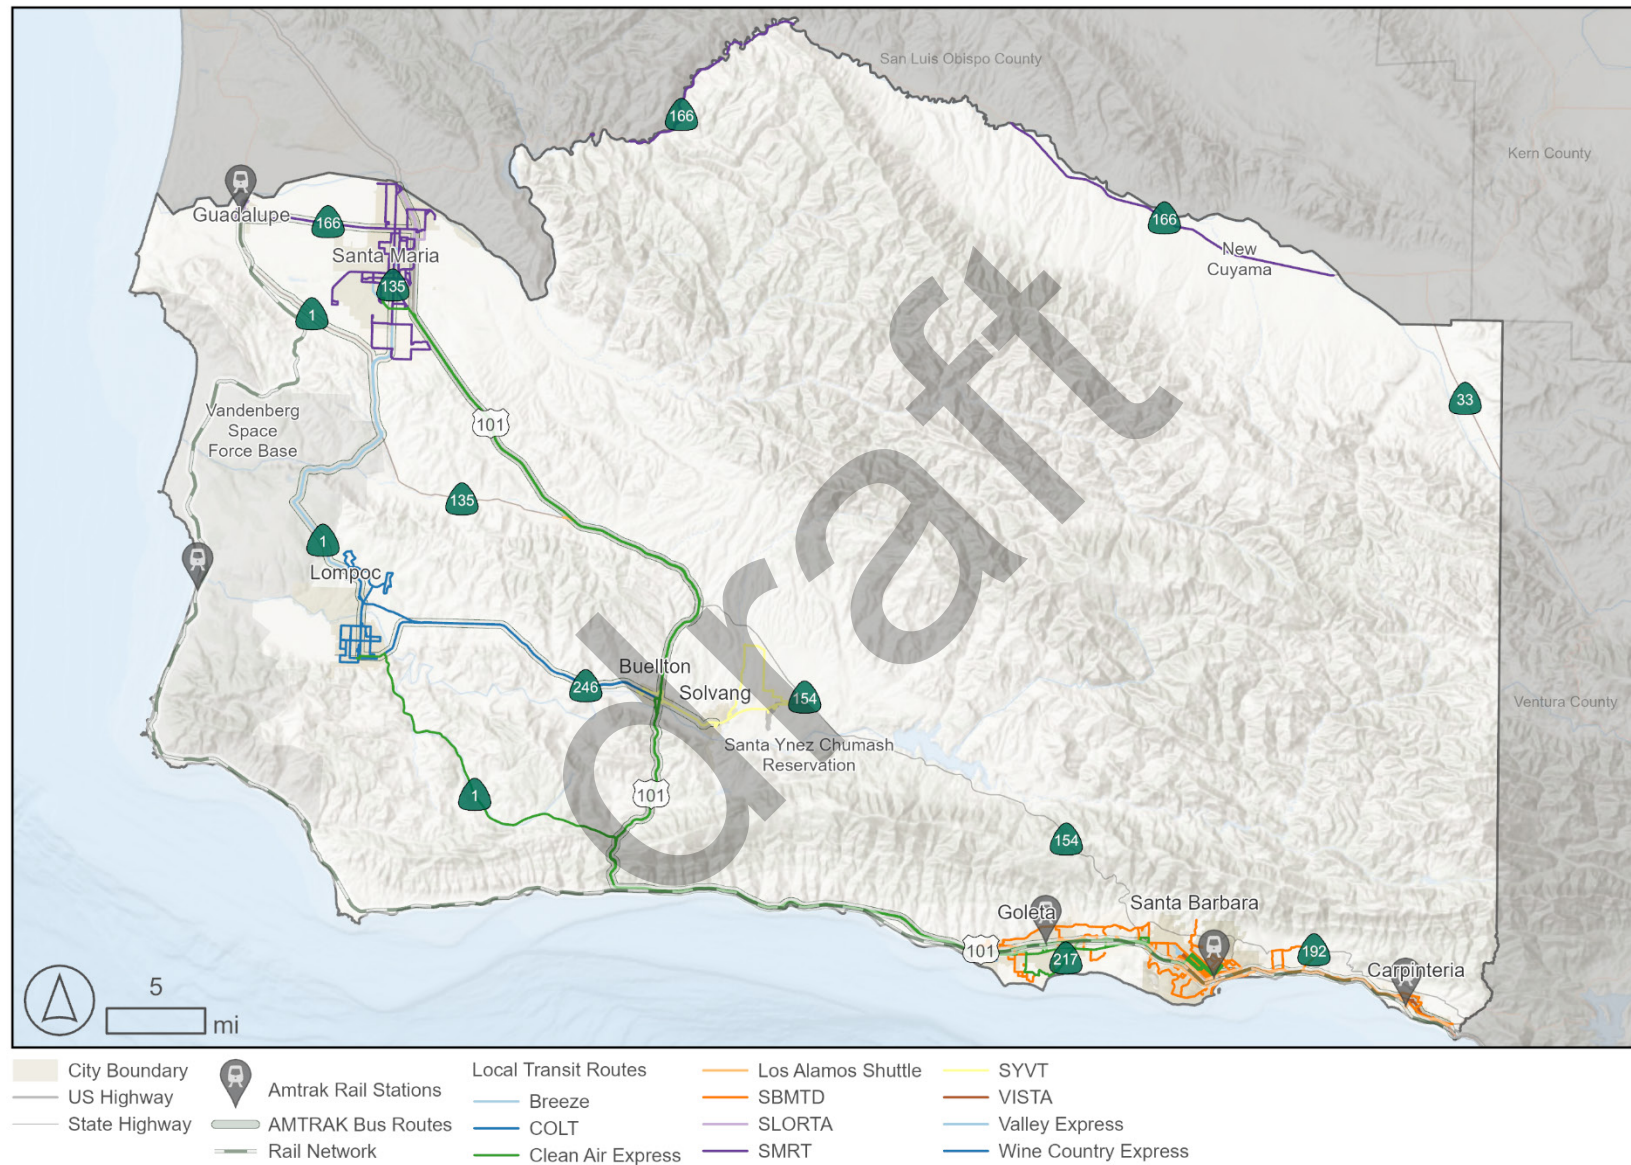 San Luis Obispo County
166
Kern County
Guadalupe
166
166
Santa Maria
New
Cuyama
135
1
33
Vandenberg
Space
Force Base
101
135
1
Lompoc
Buellton
246
Solvang
154
Ventura County
Santa Ynez Chumash
Reservation
1
101
154
Santa Barbara
Goleta
101
217
192
Carpinteria
draft
5
mi
City Boundary
US Highway
State Highway
Amtrak Rail Stations
AMTRAK Bus Routes
Rail Network
Local Transit Routes
Breeze
COLT
Clean Air Express
Los Alamos Shuttle
SBMTD
SLORTA
SMRT
SYVT
VISTA
Valley Express
Wine Country Express